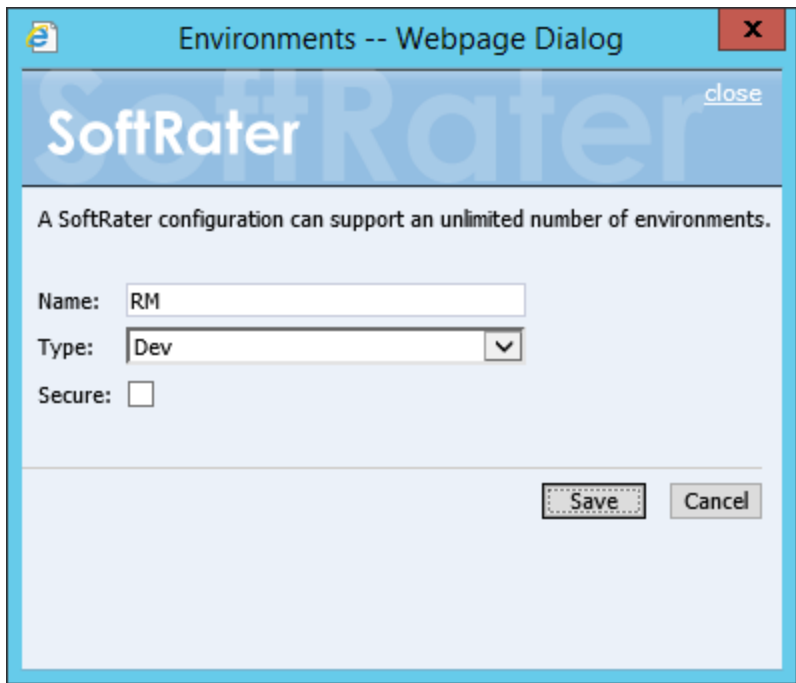 Environments -- Webpage Dialog
x
SoftRater
close
SoftRater
A SoftRater configuration can support an unlimited number of environments.
Name: RM
Type: Dev
Secure:
Save Cancel